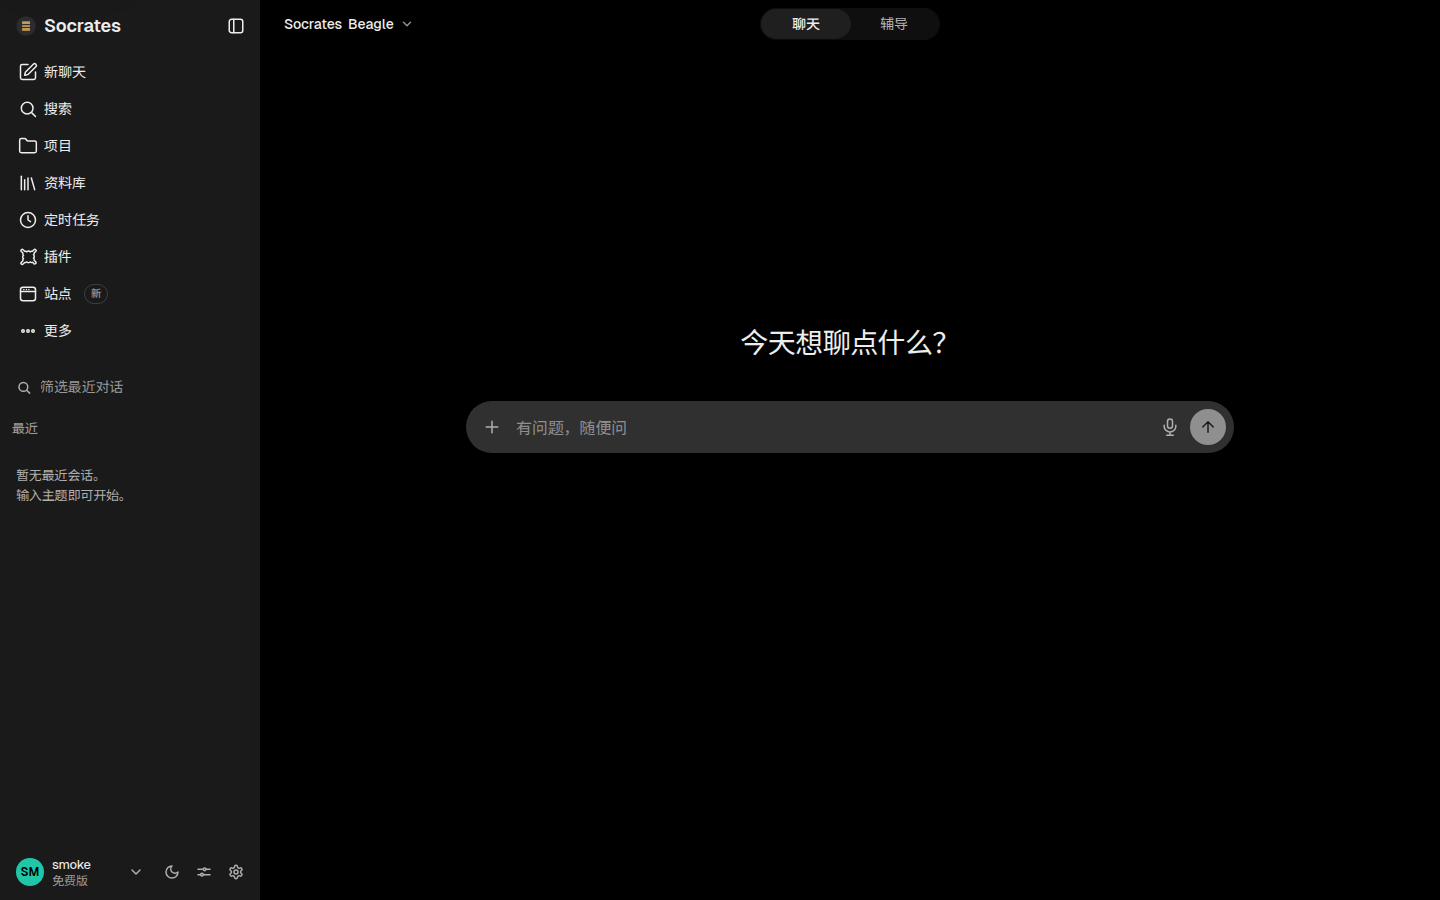 Socrates
新聊天
搜索
项目
资料库
定时任务
插件
站点 新
更多
筛选最近对话
最近
暂无最近会话。
输入主题即可开始。
SM
smoke
免费版
Socrates Beagle
聊天 辅导
今天想聊点什么？
有问题，随便问